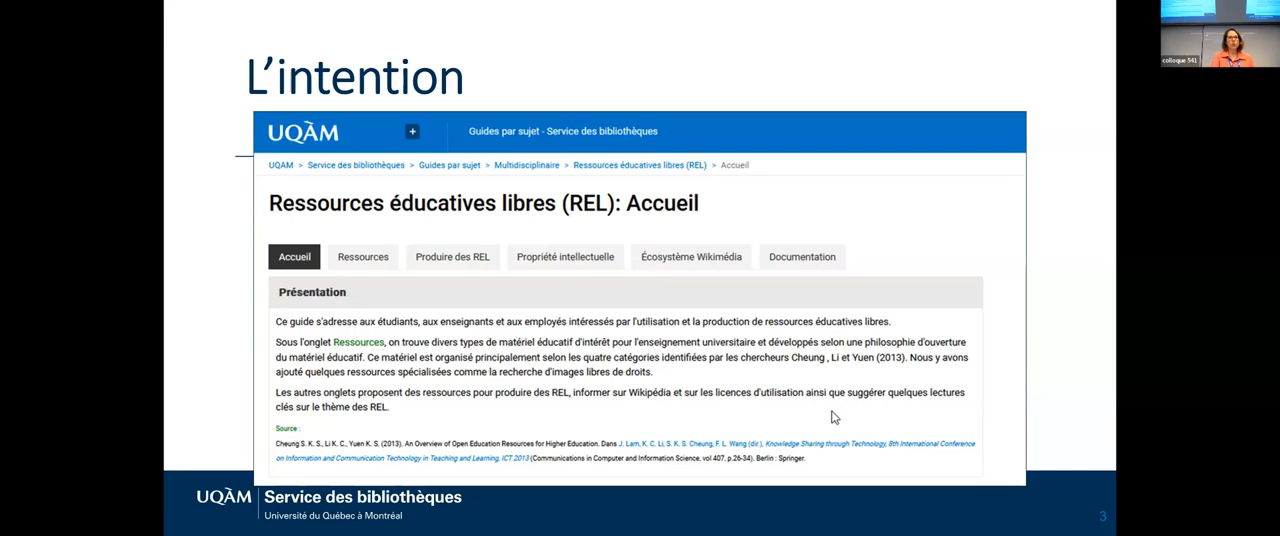 L'intention
UQÀM
+
Guides par sujet - Service des bibliothèques
UQAM > Service des bibliothèques > Guides par sujet > Multidisciplinaire > Ressources éducatives libres (REL) > Accueil
Ressources éducatives libres (REL): Accueil
Accueil Ressources Produire des REL Propriété intellectuelle Écosystème Wikimédia Documentation
Présentation
Ce guide s'adresse aux étudiants, aux enseignants et aux employés intéressés par l'utilisation et la production de ressources éducatives libres.
Sous l'onglet Ressources, on trouve divers types de matériel éducatif d'intérêt pour l'enseignement universitaire et développés selon une philosophie d'ouverture
du matériel éducatif. Ce matériel est organisé principalement selon les quatre catégories identifiées par les chercheurs Cheung , Li et Yuen (2013). Nous y avons
ajouté quelques ressources spécialisées comme la recherche d'images libres de droits.
Les autres onglets proposent des ressources pour produire des REL, informer sur Wikipédia et sur les licences d'utilisation ainsi que suggérer quelques lectures
clés sur le thème des REL.
Source :
Cheung S. K. S., Li K. C., Yuen K. S. (2013). An Overview of Open Education Resources for Higher Education. Dans J. Lam, K. C. Li, S. K. S. Cheung, F. L. Wang (dir.), Knowledge Sharing through Technology, 8th International Conference
on Information and Communication Technology in Teaching and Learning, ICT 2013 (Communications in Computer and Information Science, vol 407, p.26-34). Berlin : Springer.
UQÀM Service des bibliothèques
Université du Québec à Montréal
3
colloque 541